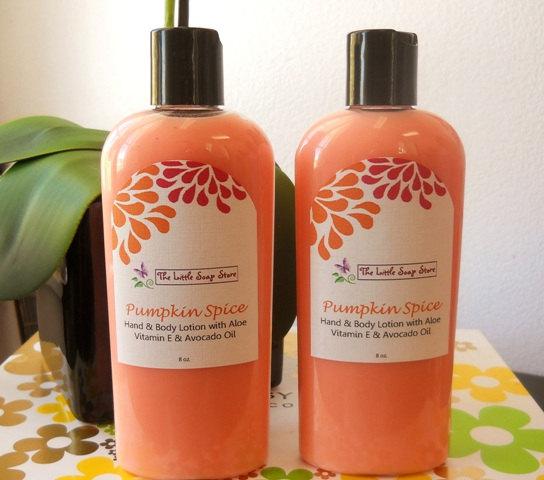 The Little Soap Store
Pumpkin Spice
Hand & Body Lotion with Aloe
Vitamin E & Avocado Oil
8 oz.
The Little Soap Store
Pumpkin Spice
Hand & Body Lotion with Aloe
Vitamin E & Avocado Oil
8 oz.